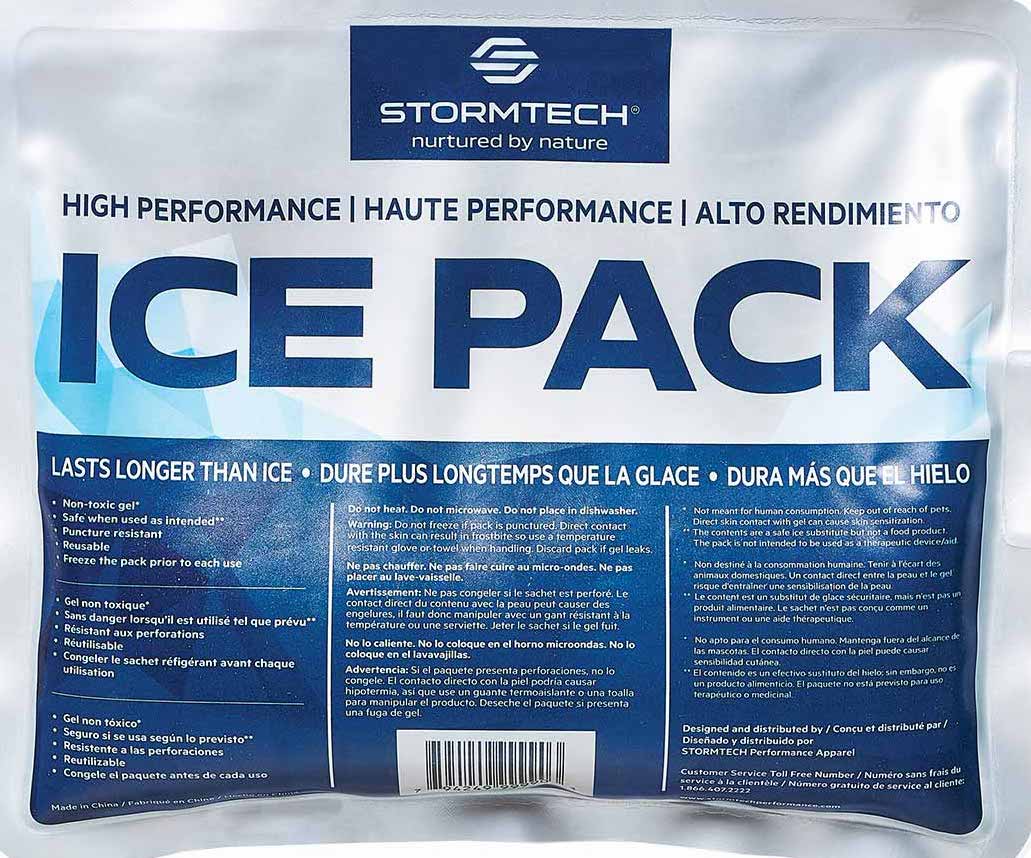 STORMTECH®
nurtured by nature
HIGH PERFORMANCE | HAUTE PERFORMANCE | ALTO RENDIMIENTO
ICE PACK
LASTS LONGER THAN ICE • DURE PLUS LONGTEMPS QUE LA GLACE • DURA MÁS QUE EL HIELO
• Non-toxic gel*
• Safe when used as intended**
• Puncture resistant
• Reusable
• Freeze the pack prior to each use
• Gel non toxique*
• Sans danger lorsqu'il est utilisé tel que prévu**
• Résistant aux perforations
• Réutilisable
• Congeler le sachet réfigérant avant chaque
utilisation
• Gel non tóxico*
• Seguro si se usa según lo previsto**
• Resistente a las perforaciones
• Reutilizable
• Congele el paquete antes de cada uso
Made in China / Fabriqué en Chine / Hecho en China
Do not heat. Do not microwave. Do not place in dishwasher.
Warning: Do not freeze if pack is punctured. Direct contact
with the skin can result in frostbite so use a temperature
resistant glove or towel when handling. Discard pack if gel leaks.
Ne pas chauffer. Ne pas faire cuire au micro-ondes. Ne pas
placer au lave-vaisselle.
Avertissement: Ne pas congeler si le sachet est perforé. Le
contact direct du contenu avec la peau peut causer des
engelures, il faut donc manipuler avec un gant résistant à la
température ou une serviette. Jeter le sachet si le gel fuit.
No lo caliente. No lo coloque en el horno microondas. No lo
coloque en el lavavajillas.
Advertencia: Si el paquete presenta perforaciones, no lo
congele. El contacto directo con la piel podría causar
hipotermia, así que use un guante termoaislante o una toalla
para manipular el producto. Deseche el paquete si presenta
una fuga de gel.
7
* Not meant for human consumption. Keep out of reach of pets.
Direct skin contact with gel can cause skin sensitization.
** The contents are a safe ice substitute but not a food product.
The pack is not intended to be used as a therapeutic device/aid.
* Non destiné à la consommation humaine. Tenir à l'écart des
animaux domestiques. Un contact direct entre la peau et le gel
risque d'entraîner une sensibilisation de la peau.
** Le contenu est un substitut de glace sécuritaire, mais n'est pas un
produit alimentaire. Le sachet n'est pas conçu comme un
instrument ou une aide thérapeutique.
* No apto para el consumo humano. Mantenga fuera del alcance de
las mascotas. El contacto directo con la piel puede causar
sensibilidad cutánea.
** El contenido es un efectivo sustituto del hielo; sin embargo, no es
un producto alimenticio. El paquete no está previsto para uso
terapéutico o medicinal.
Designed and distributed by / Conçu et distribué par /
Diseñado y distribuido por
STORMTECH Performance Apparel
Customer Service Toll Free Number / Numéro sans frais du
service à la clientèle / Número gratuito de service al cliente:
1.866.407.2222
www.stormtechperformance.com